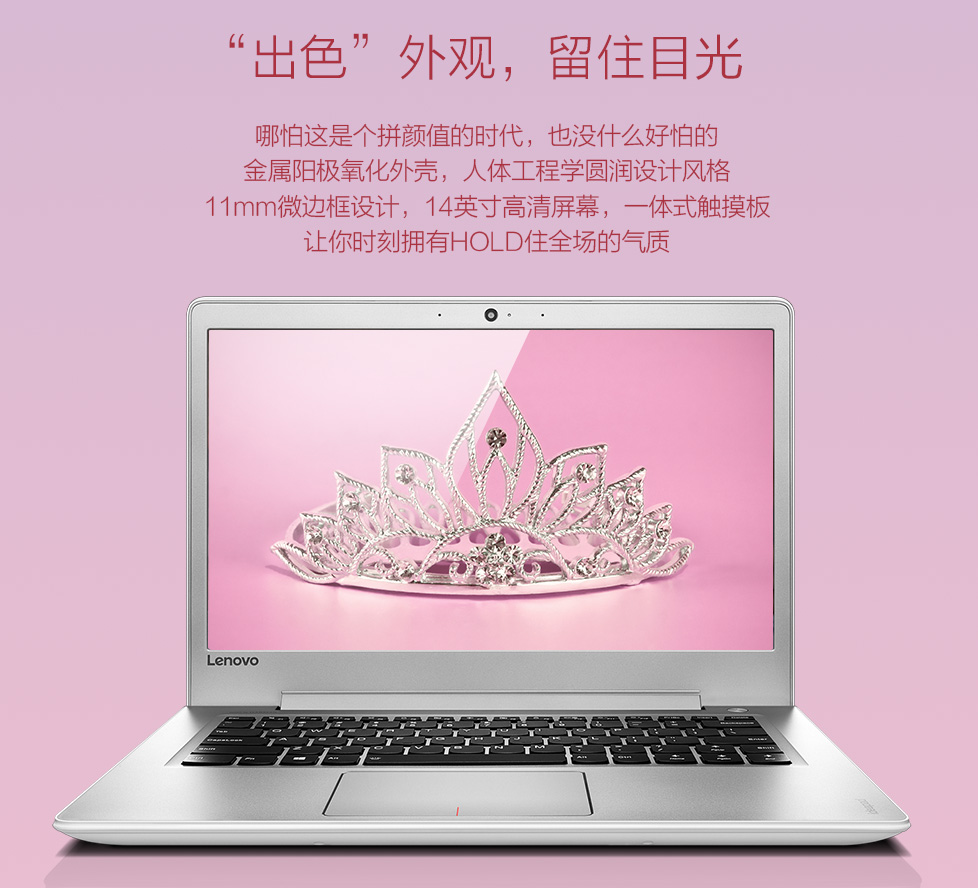 “出色”外观，留住目光
哪怕这是个拼颜值的时代，也没什么好怕的
金属阳极氧化外壳，人体工程学圆润设计风格
11mm微边框设计，14英寸高清屏幕，一体式触摸板
让你时刻拥有HOLD住全场的气质
Lenovo